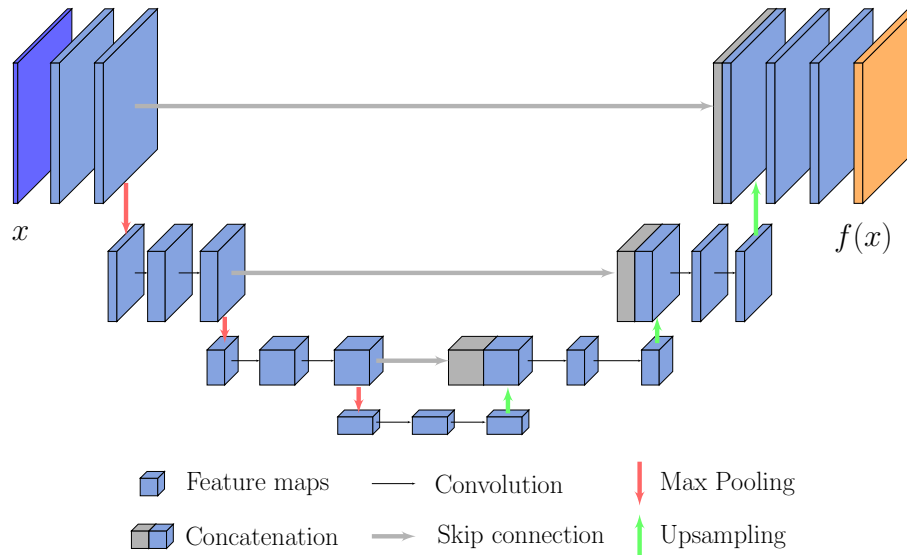 x
f(x)
Feature maps
Convolution
Max Pooling
Concatenation
Skip connection
Upsampling